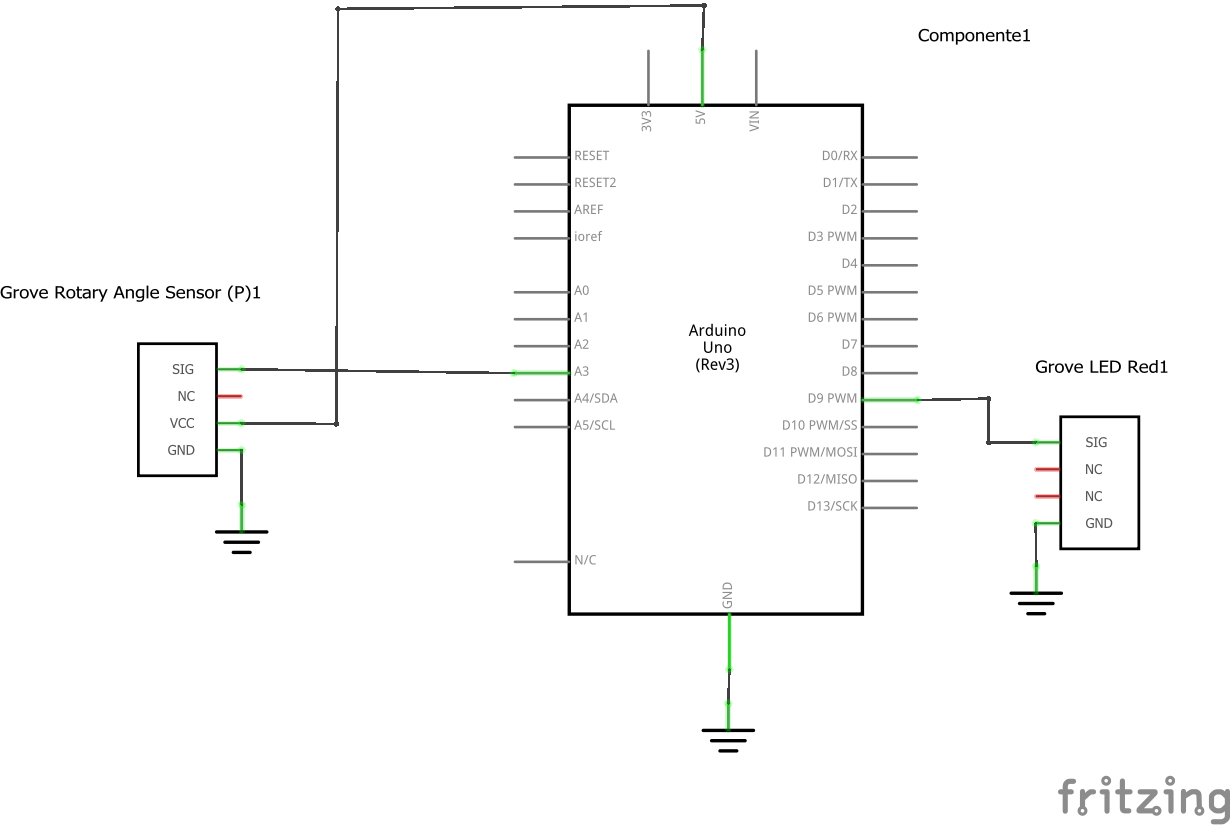 Componente1
3V3
5V
VIN
RESET
RESET2
AREF
ioref
A0
A1
A2
A3
A4/SDA
A5/SCL
N/C
D0/RX
D1/TX
D2
D3 PWM
D4
D5 PWM
D6 PWM
D7
D8
D9 PWM
D10 PWM/SS
D11 PWM/MOSI
D12/MISO
D13/SCK
Arduino
Uno
(Rev3)
GND
Grove Rotary Angle Sensor (P)1
SIG
NC
VCC
GND
Grove LED Red1
SIG
NC
NC
GND
fritzing